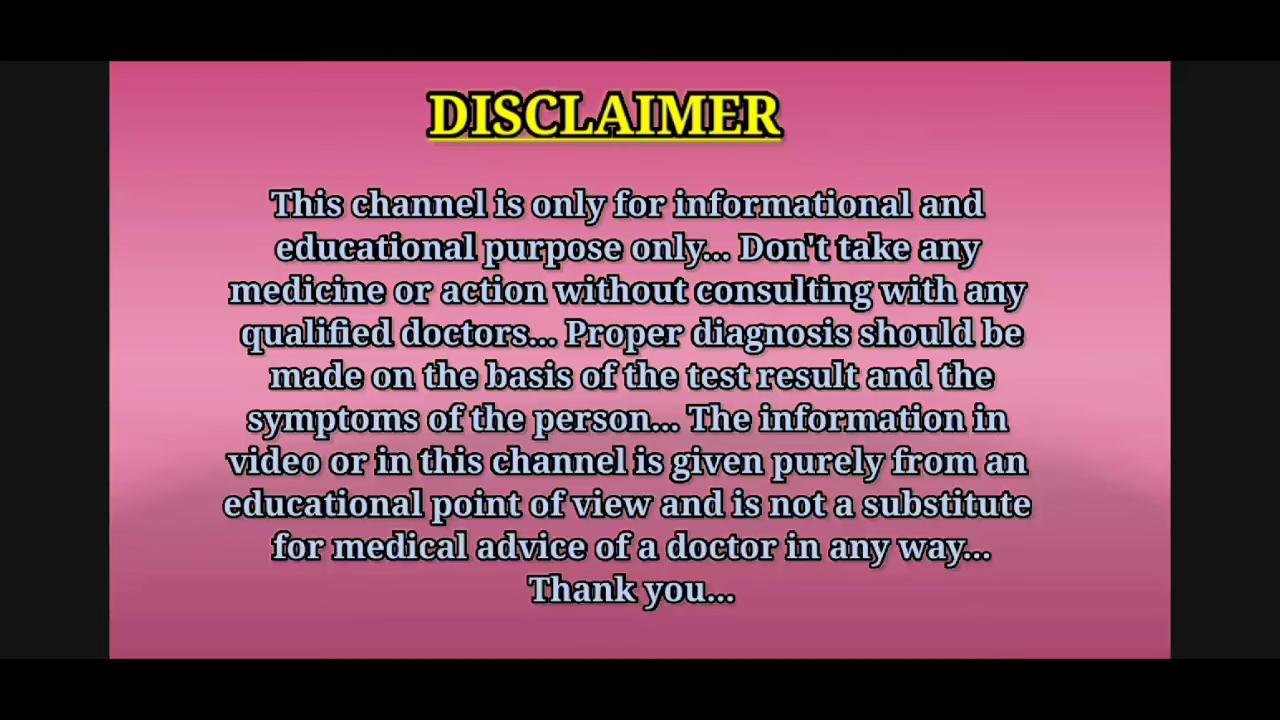 DISCLAIMER
This channel is only for informational and
educational purpose only... Don't take any
medicine or action without consulting with any
qualified doctors... Proper diagnosis should be
made on the basis of the test result and the
symptoms of the person... The information in
video or in this channel is given purely from an
educational point of view and is not a substitute
for medical advice of a doctor in any way...
Thank you...